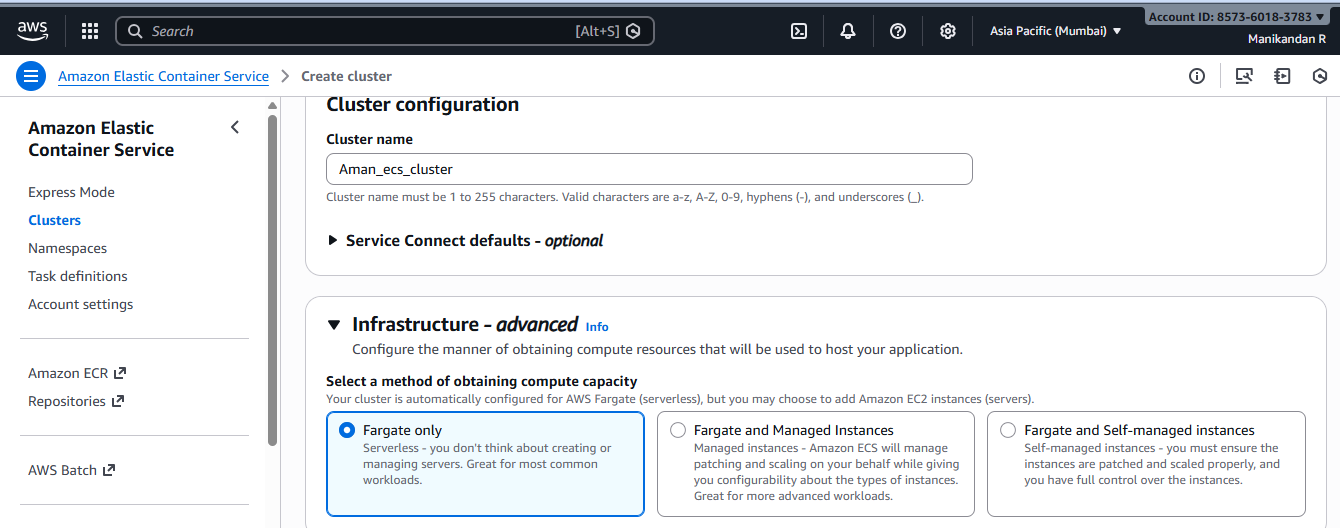 aws
Search
[Alt+S]
Asia Pacific (Mumbai)
Account ID: 8573-6018-3783
Manikandan R
Amazon Elastic Container Service
Create cluster
Amazon Elastic
Container Service
Express Mode
Clusters
Namespaces
Task definitions
Account settings
Amazon ECR
Repositories
AWS Batch
Cluster configuration
Cluster name
Aman_ecs_cluster
Cluster name must be 1 to 255 characters. Valid characters are a-z, A-Z, 0-9, hyphens (-), and underscores (_).
Service Connect defaults - optional
Infrastructure - advanced Info
Configure the manner of obtaining compute resources that will be used to host your application.
Select a method of obtaining compute capacity
Your cluster is automatically configured for AWS Fargate (serverless), but you may choose to add Amazon EC2 instances (servers).
Fargate only
Serverless - you don't think about creating or
managing servers. Great for most common
workloads.
Fargate and Managed Instances
Managed instances - Amazon ECS will manage
patching and scaling on your behalf while giving
you configurability about the types of instances.
Great for more advanced workloads.
Fargate and Self-managed instances
Self-managed instances - you must ensure the
instances are patched and scaled properly, and
you have full control over the instances.